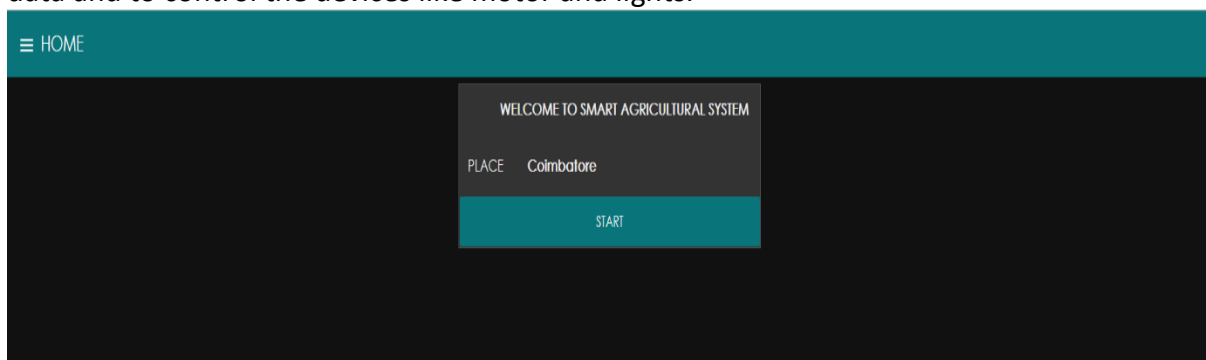 data and to control the devices like motor and lights.
≡ HOME
WELCOME TO SMART AGRICULTURAL SYSTEM
PLACE Coimbatore
START